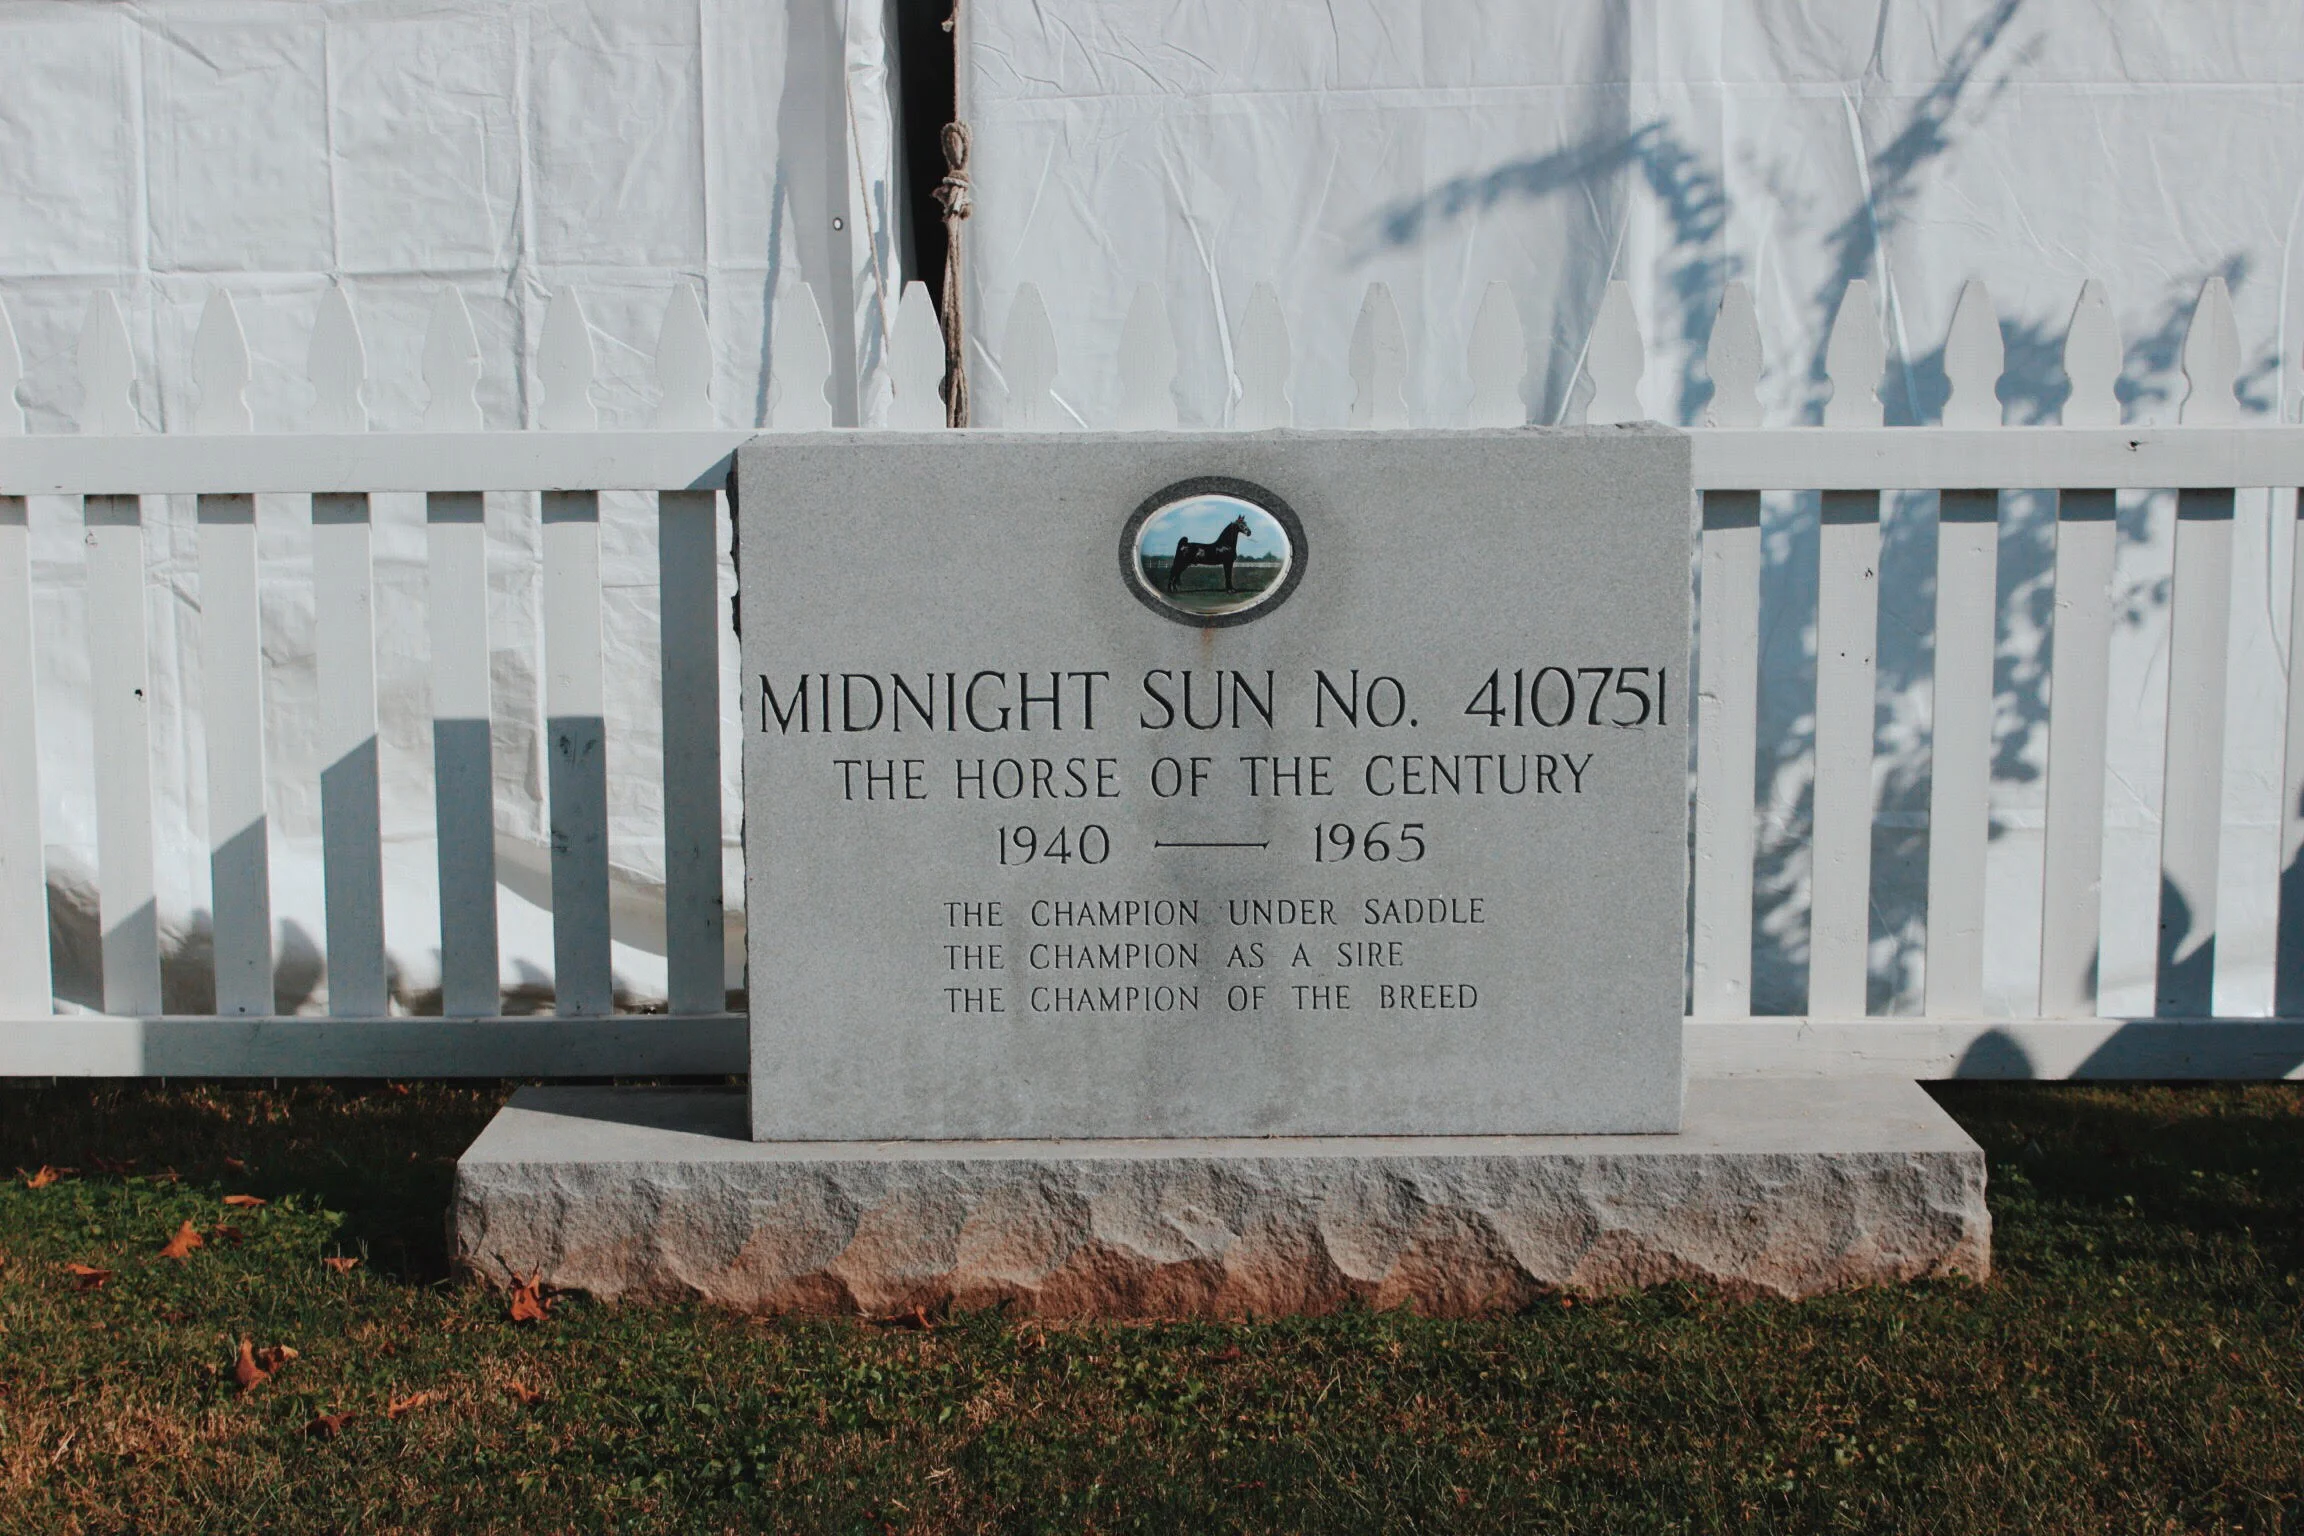 MIDNIGHT SUN No. 410751
THE HORSE OF THE CENTURY
1940 — 1965
THE CHAMPION UNDER SADDLE
THE CHAMPION AS A SIRE
THE CHAMPION OF THE BREED